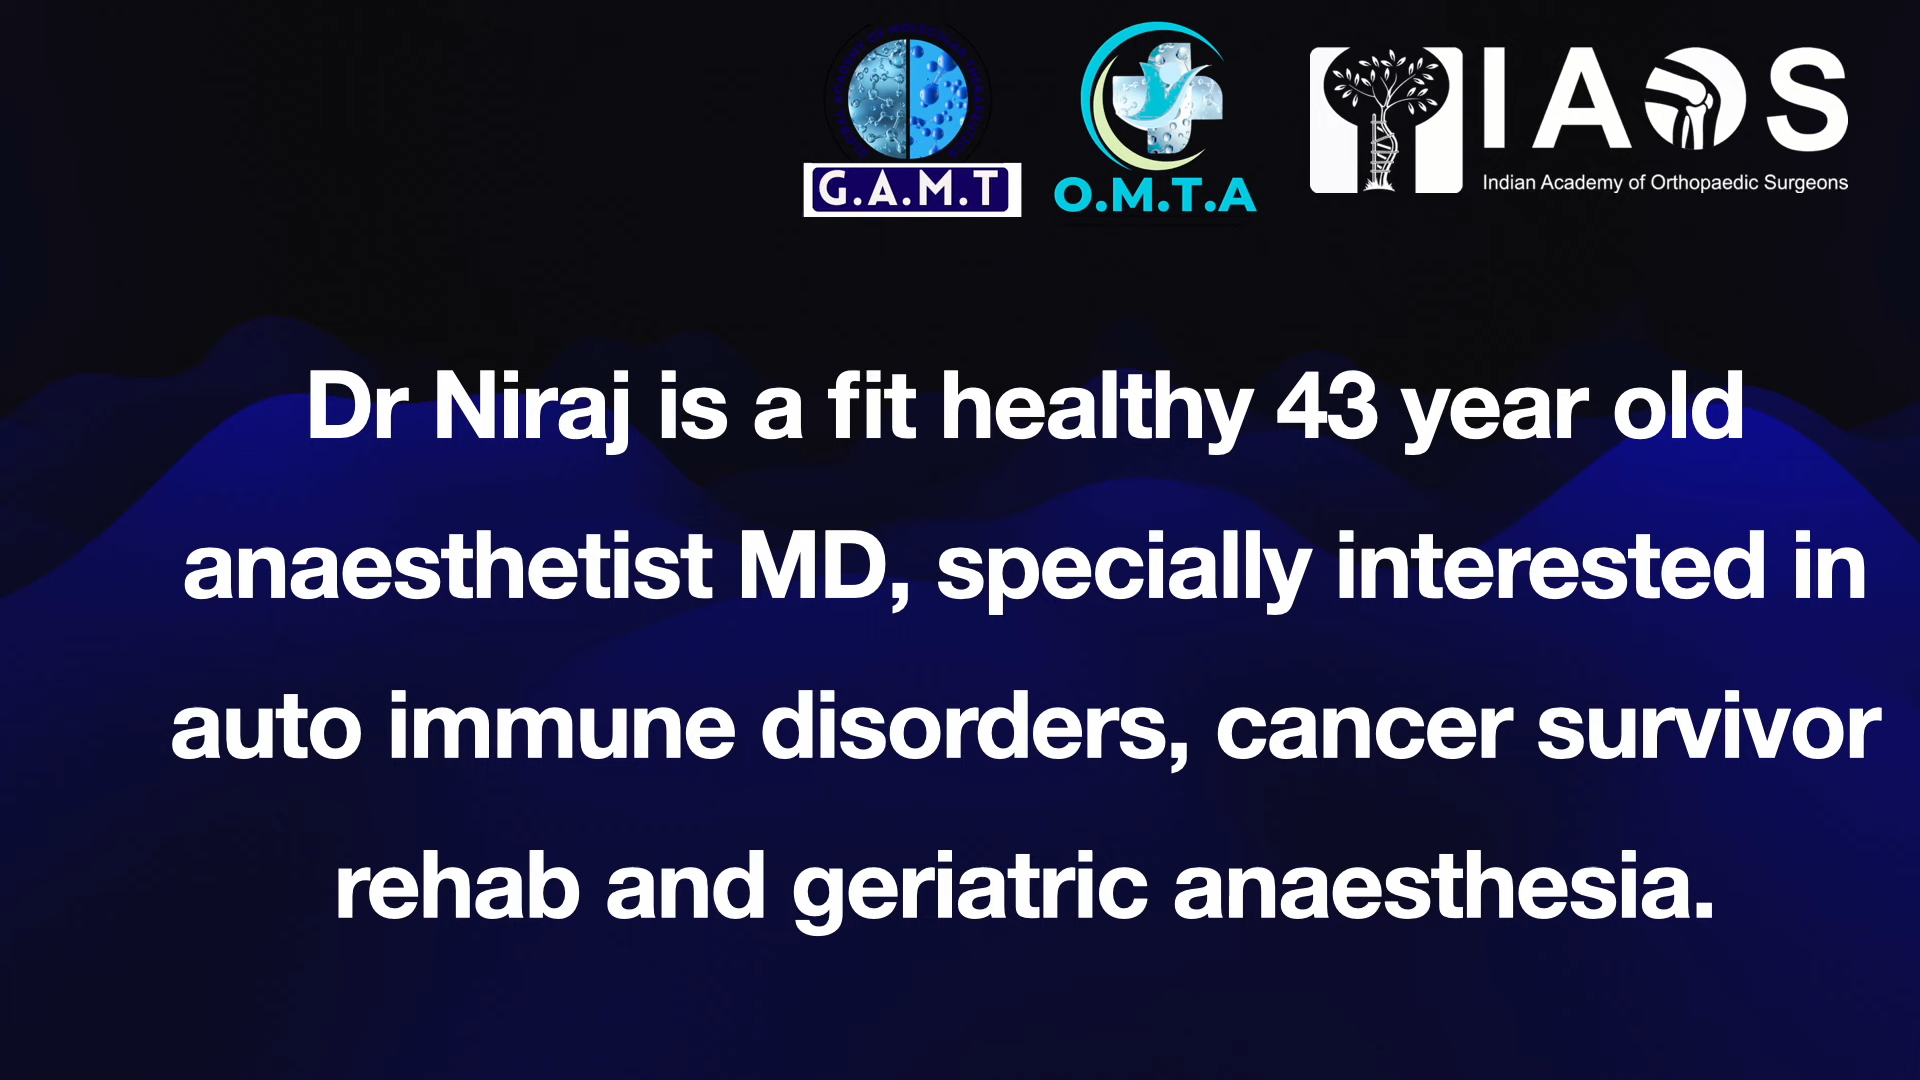 G.A.M.T
O.M.T.A
IAOS
Indian Academy of Orthopaedic Surgeons
Dr Niraj is a fit healthy 43 year old
anaesthetist MD, specially interested in
auto immune disorders, cancer survivor
rehab and geriatric anaesthesia.